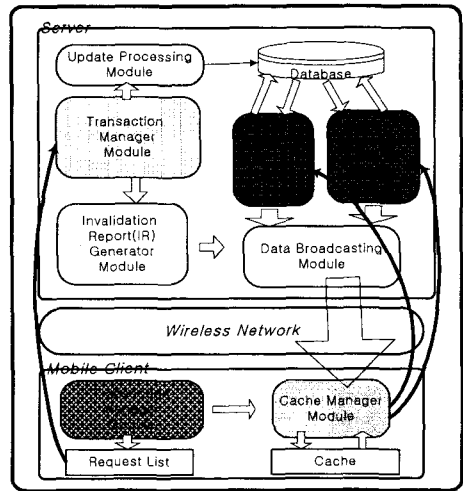 Server
Update Processing
Module
Database
Transaction
Manager
Module
Invalidation
Report(IR)
Generator
Module
Data Broadcasting
Module
Wireless Network
Mobile Client
Cache Manager
Module
Request List
Cache